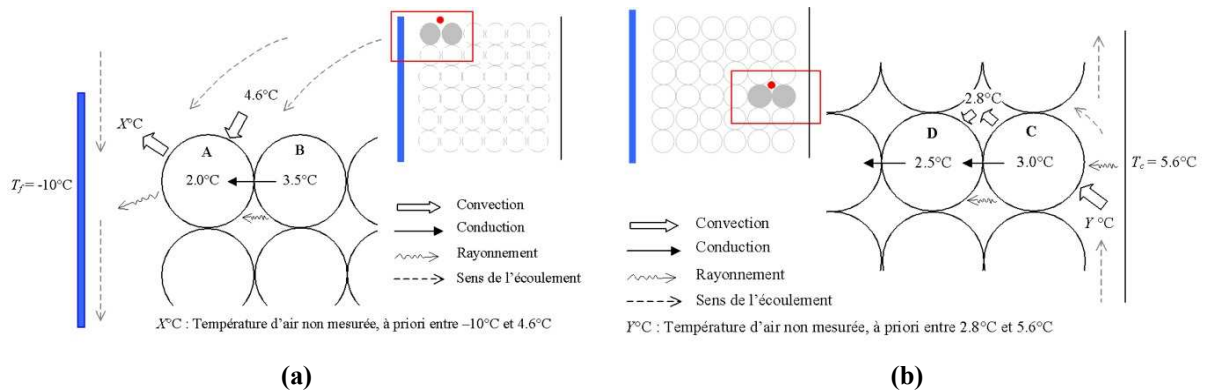 4.6°C
X°C
A
B
2.0°C
3.5°C
T_f = -10°C
Convection
Conduction
Rayonnement
Sens de l'écoulement
X°C : Température d'air non mesurée, à priori entre –10°C et 4.6°C
(a)
2.8°C
D
C
2.5°C
3.0°C
T_c = 5.6°C
Y °C
Convection
Conduction
Rayonnement
Sens de l'écoulement
Y°C : Température d'air non mesurée, à priori entre 2.8°C et 5.6°C
(b)